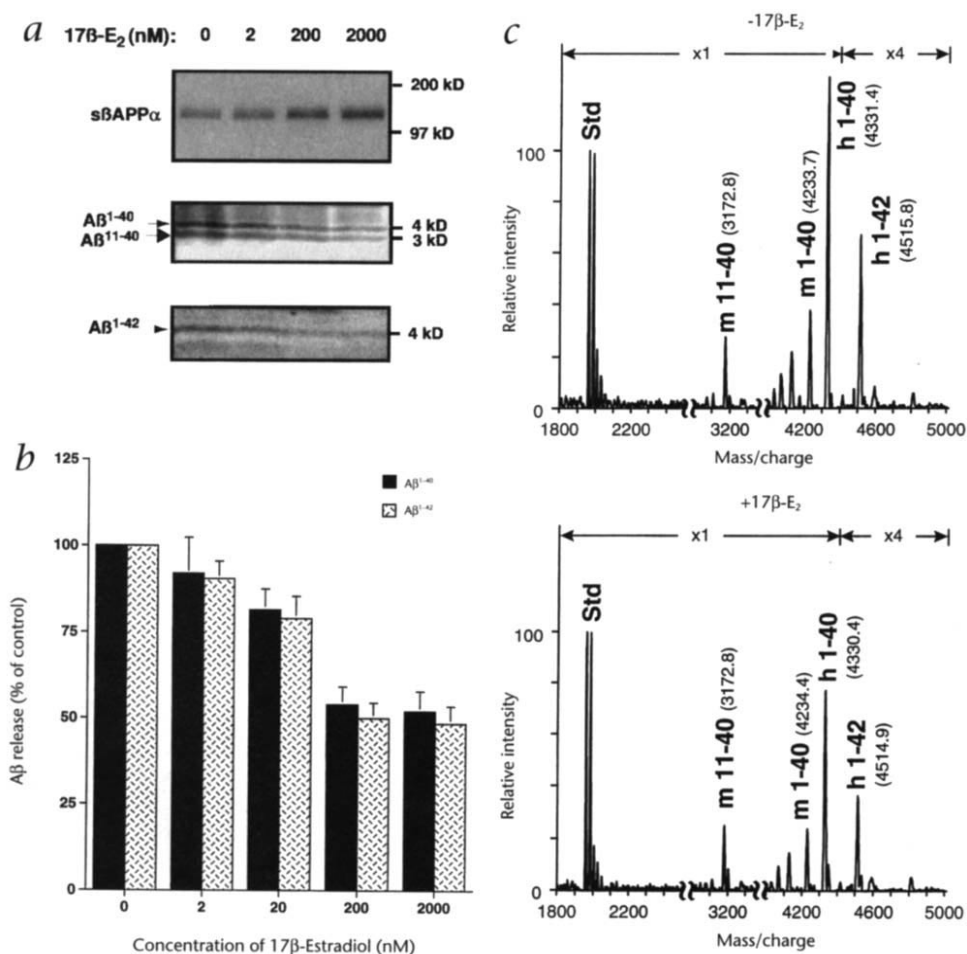 a 17β-E₂ (nM): 0 2 200 2000
sβAPPα
200 kD
97 kD
Aβ¹⁻⁴⁰
Aβ¹¹⁻⁴⁰
4 kD
3 kD
Aβ¹⁻⁴²
4 kD
b
125
100
75
50
25
0
Aβ release (% of control)
Aβ¹⁻⁴⁰
Aβ¹⁻⁴²
0 2 20 200 2000
Concentration of 17β-Estradiol (nM)
c
-17β-E₂
x1 x4
100
0
Relative intensity
Std
m 11-40 (3172.8)
m 1-40 (4233.7)
h 1-40 (4331.4)
h 1-42 (4515.8)
1800 2200 3200 4200 4600 5000
Mass/charge
+17β-E₂
x1 x4
100
0
Relative intensity
Std
m 11-40 (3172.8)
m 1-40 (4234.4)
h 1-40 (4330.4)
h 1-42 (4514.9)
1800 2200 3200 4200 4600 5000
Mass/charge